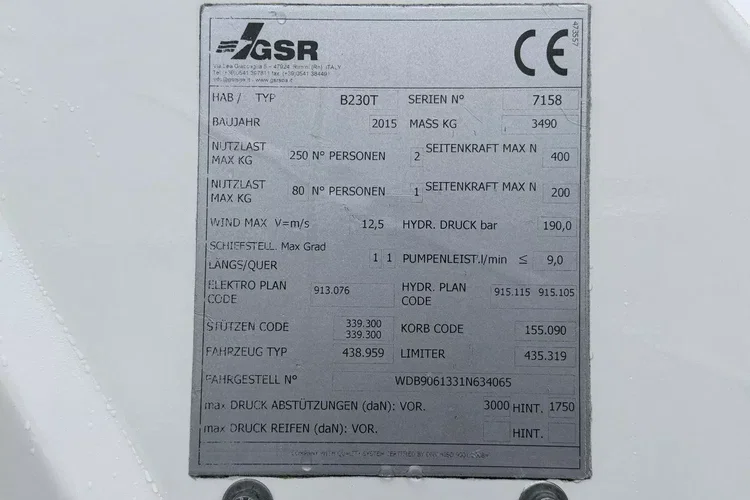 GSR
CE
473557
HAB / TYP B230T SERIEN N° 7158
BAUJAHR 2015 MASS KG 3490
NUTZLAST MAX KG 250 N° PERSONEN 2 SEITENKRAFT MAX N 400
NUTZLAST MAX KG 80 N° PERSONEN 1 SEITENKRAFT MAX N 200
WIND MAX V=m/s 12,5 HYDR. DRUCK bar 190,0
SCHIEFSTELL. Max Grad
LÄNGS/QUER 1 1 PUMPENLEIST.l/min ≤ 9,0
ELEKTRO PLAN CODE 913.076 HYDR. PLAN CODE 915.115 915.105
STÜTZEN CODE 339.300 339.300 KORB CODE 155.090
FAHRZEUG TYP 438.959 LIMITER 435.319
FAHRGESTELL N° WDB9061331N634065
max DRUCK ABSTÜTZUNGEN (daN): VOR. 3000 HINT. 1750
max DRUCK REIFEN (daN): VOR. HINT.